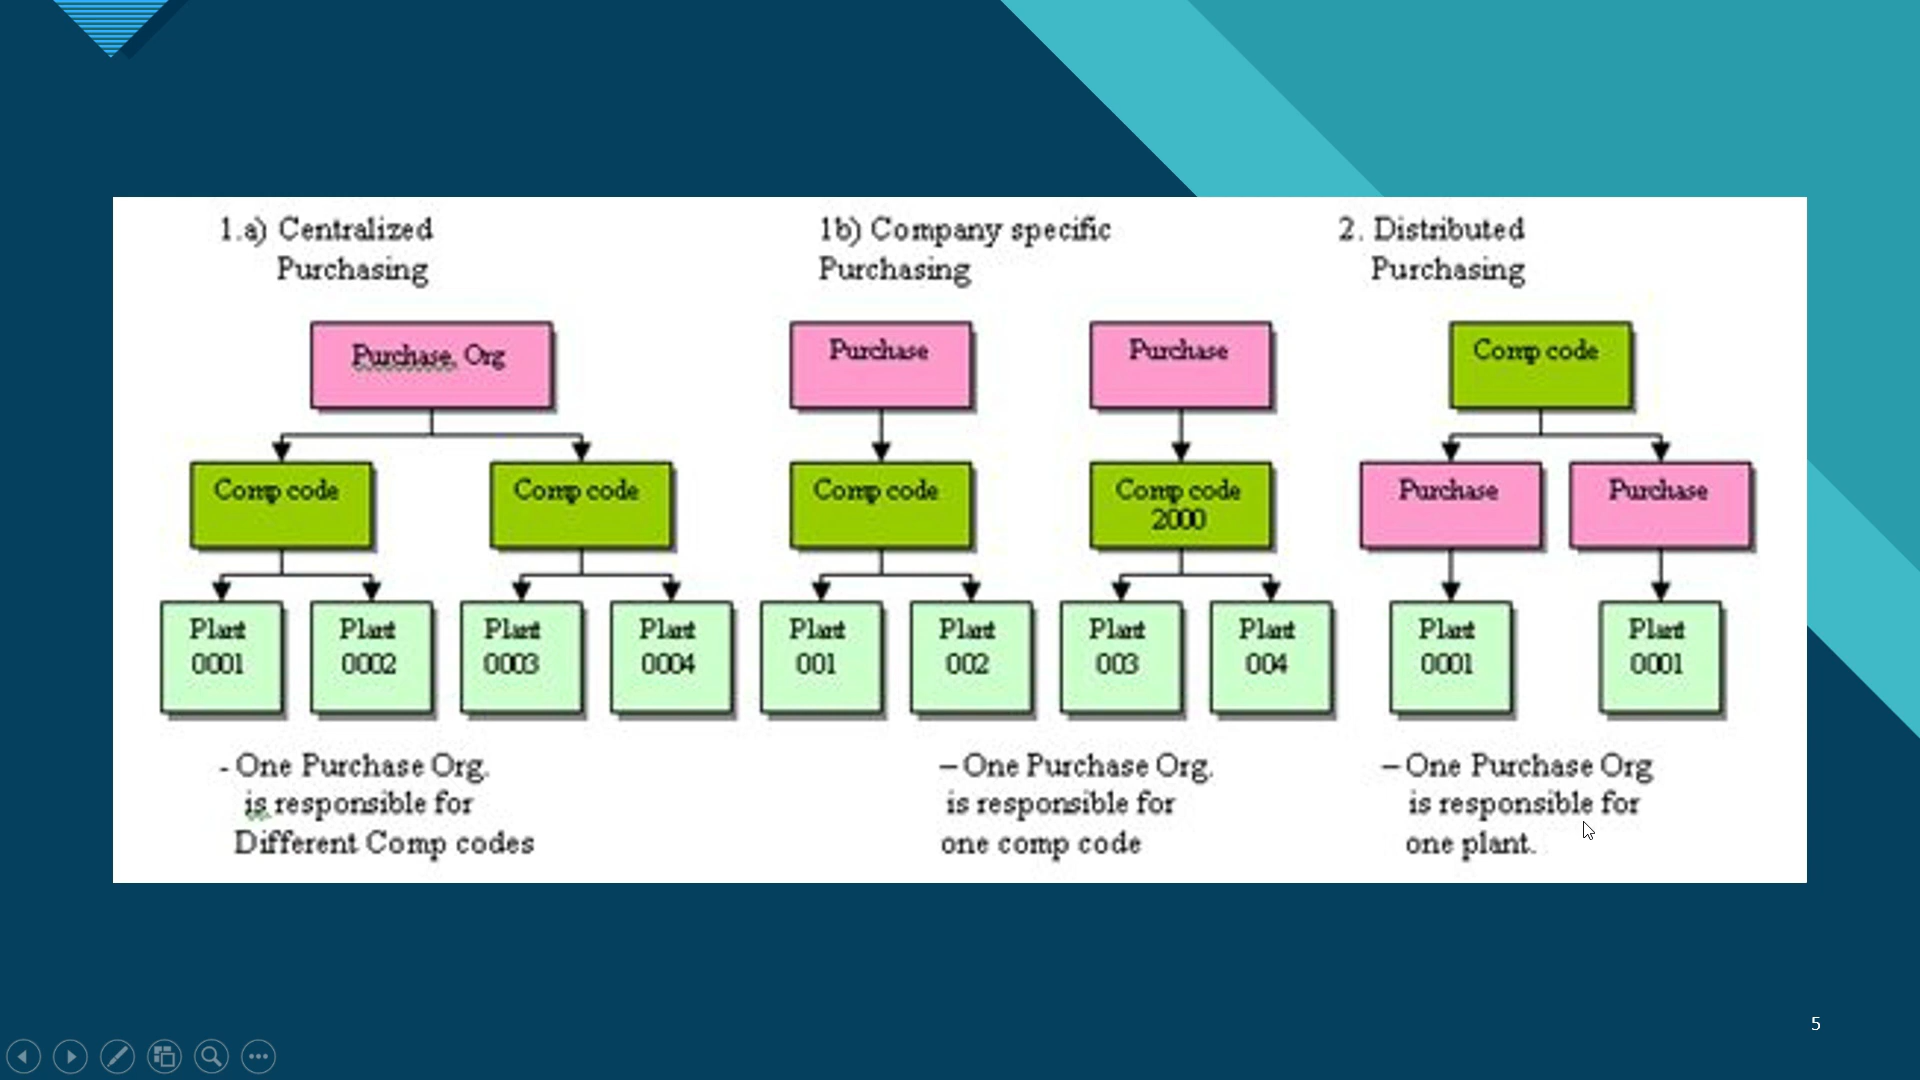 1.a) Centralized
Purchasing
Purchase. Org
Comp code
Comp code
Plant
0001
Plant
0002
Plant
0003
Plant
0004
- One Purchase Org.
is responsible for
Different Comp codes
1b) Company specific
Purchasing
Purchase
Purchase
Comp code
Comp code
2000
Plant
001
Plant
002
Plant
003
Plant
004
– One Purchase Org.
is responsible for
one comp code
2. Distributed
Purchasing
Comp code
Purchase
Purchase
Plant
0001
Plant
0001
– One Purchase Org
is responsible for
one plant.
5